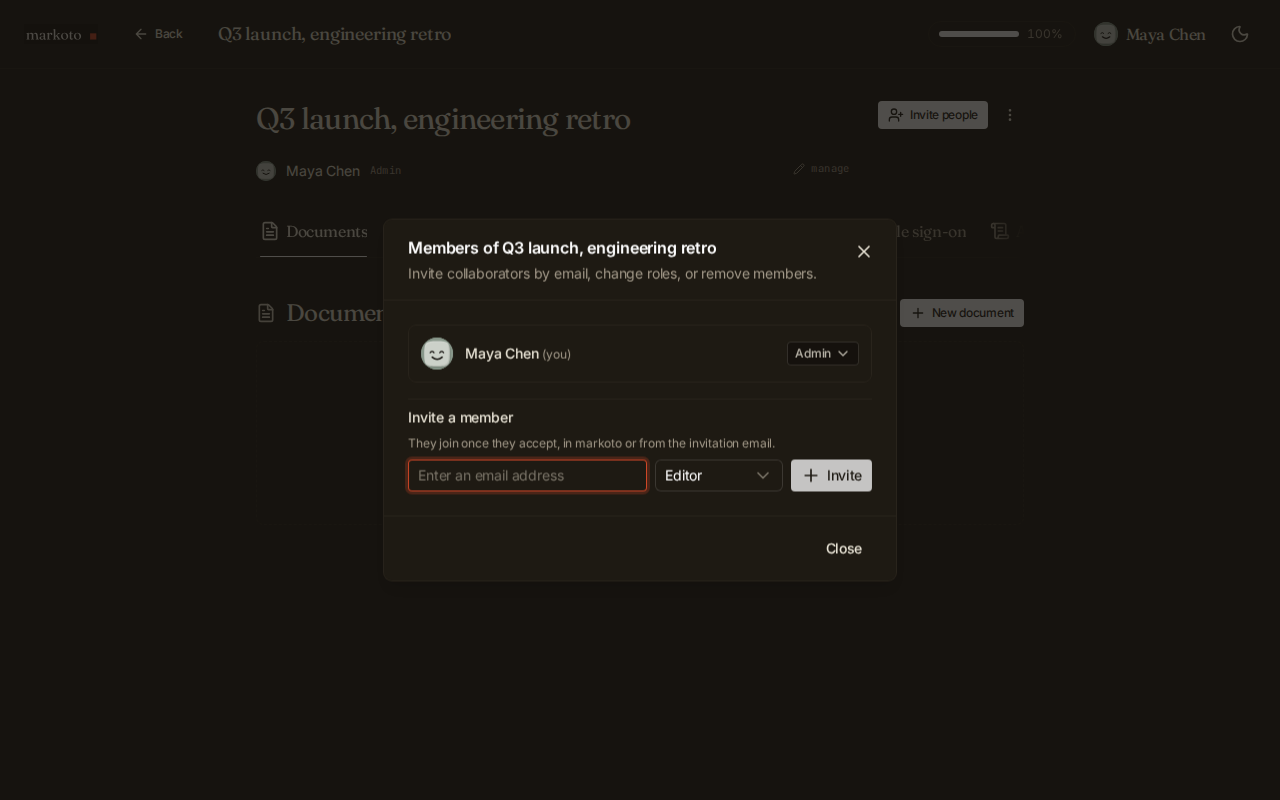 markoto
Back
Q3 launch, engineering retro
100%
Maya Chen
Q3 launch, engineering retro
Invite people
Maya Chen Admin
manage
Documents
le sign-on
Members of Q3 launch, engineering retro
Invite collaborators by email, change roles, or remove members.
Documen
New document
Maya Chen (you)
Admin
Invite a member
They join once they accept, in markoto or from the invitation email.
Enter an email address
Editor
Invite
Close